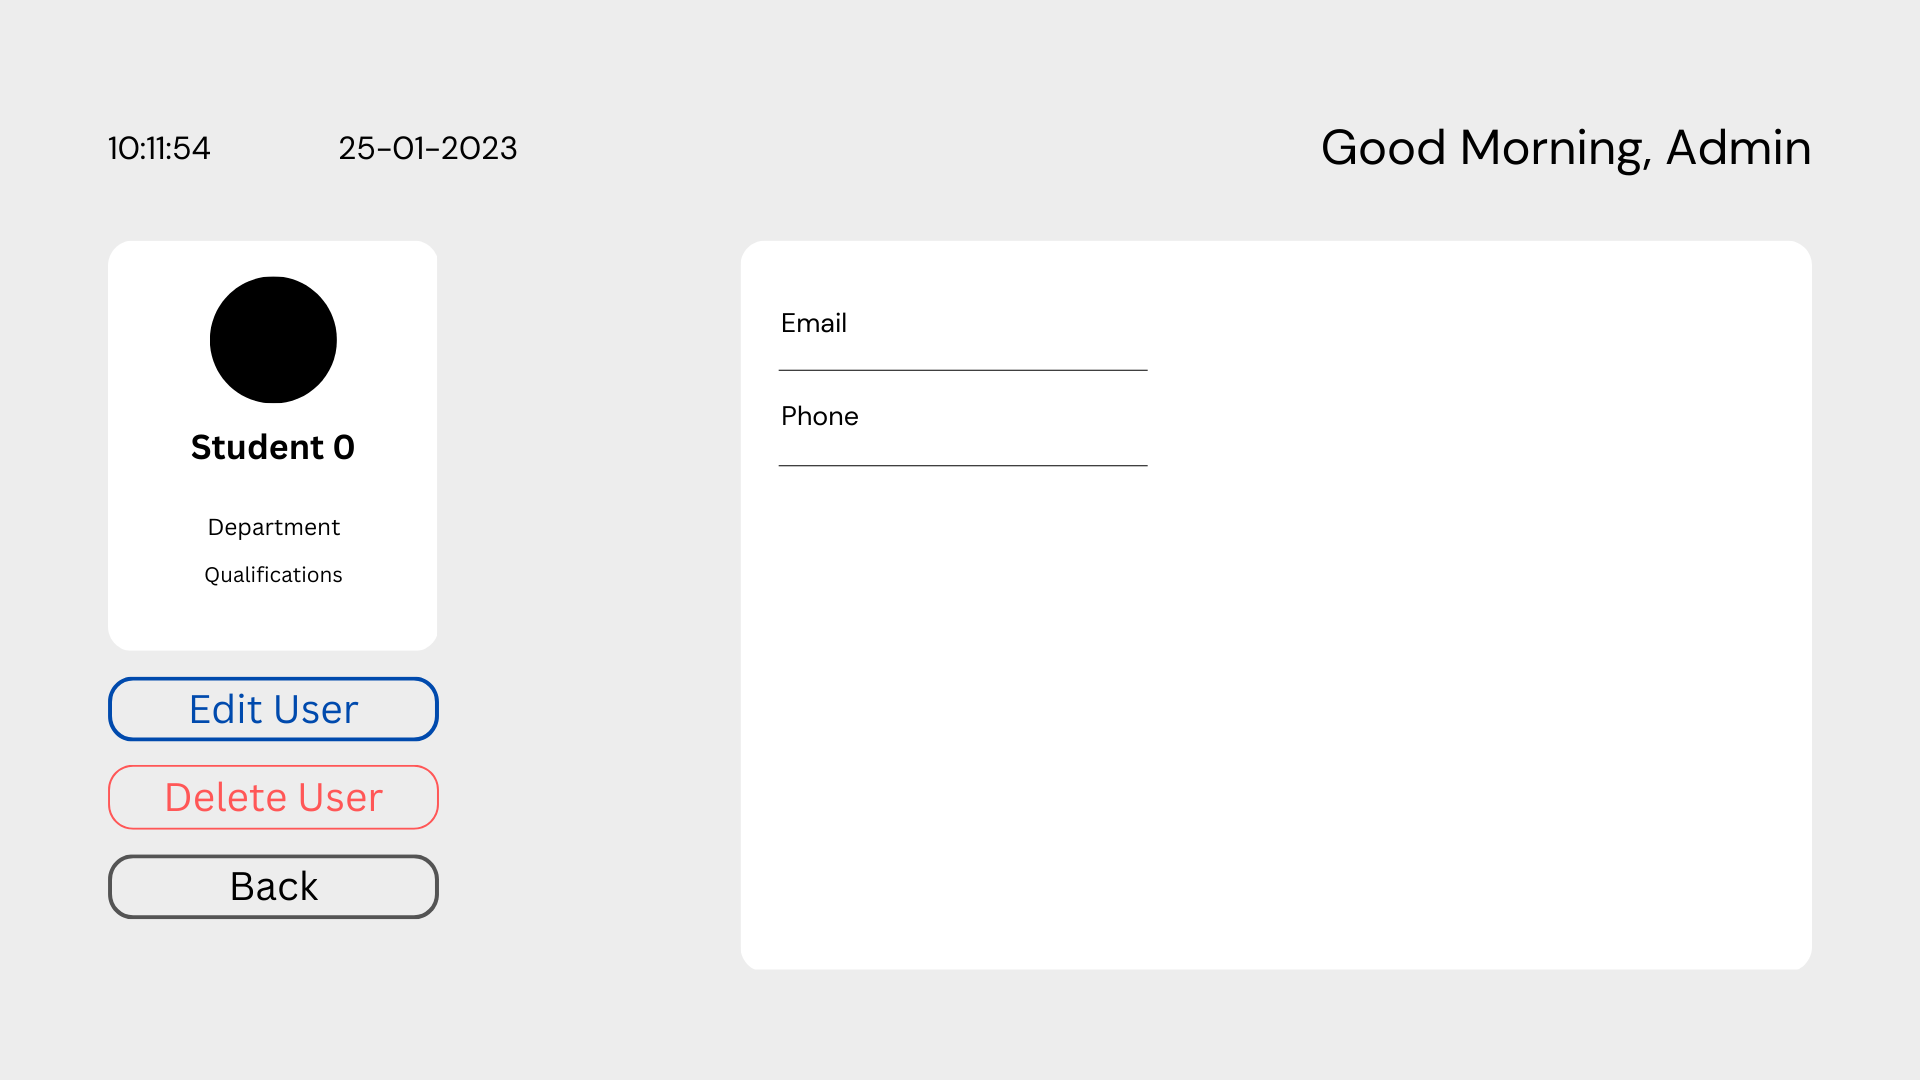 10:11:54 25-01-2023 Good Morning, Admin
Student 0
Department
Qualifications
Edit User
Delete User
Back
Email
Phone